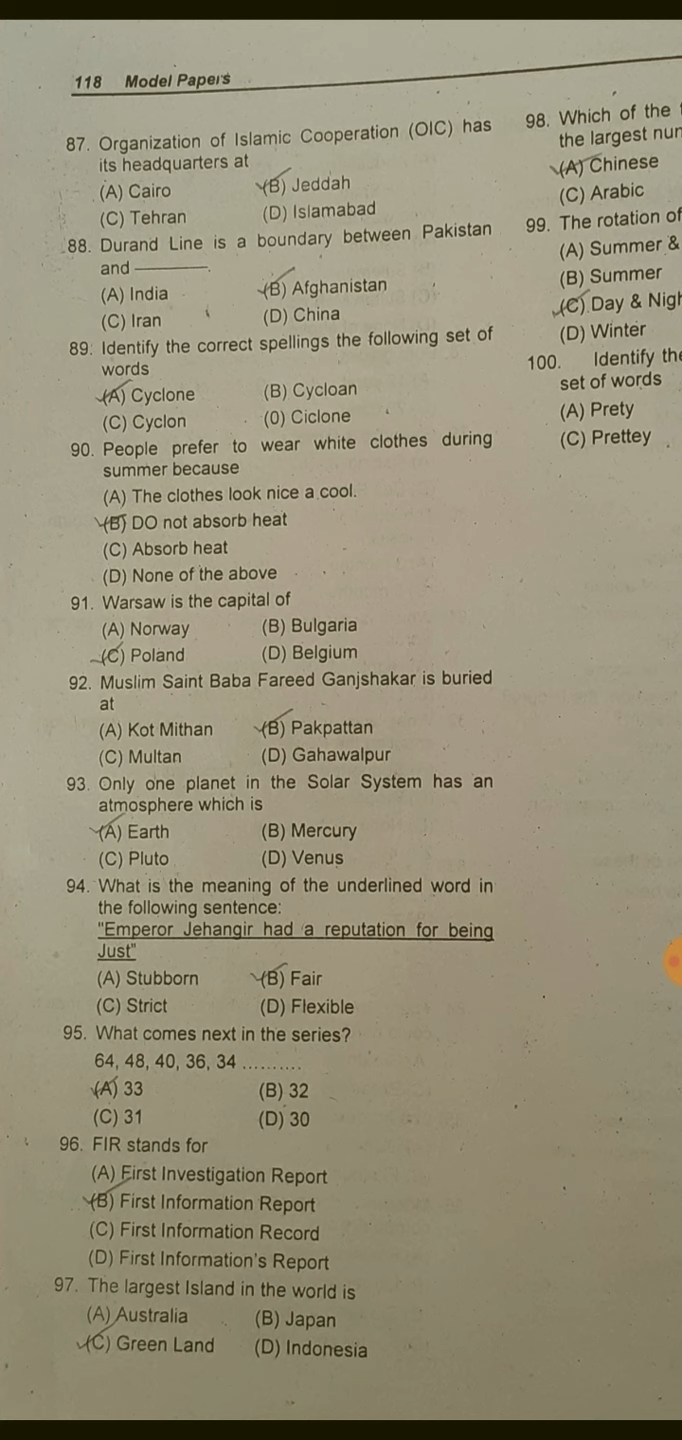 118 Model Papers
87. Organization of Islamic Cooperation (OIC) has
its headquarters at
(A) Cairo (B) Jeddah
(C) Tehran (D) Islamabad
88. Durand Line is a boundary between Pakistan
and ________.
(A) India (B) Afghanistan
(C) Iran (D) China
89. Identify the correct spellings the following set of
words
(A) Cyclone (B) Cycloan
(C) Cyclon (0) Ciclone
90. People prefer to wear white clothes during
summer because
(A) The clothes look nice a cool.
(B) DO not absorb heat
(C) Absorb heat
(D) None of the above
91. Warsaw is the capital of
(A) Norway (B) Bulgaria
(C) Poland (D) Belgium
92. Muslim Saint Baba Fareed Ganjshakar is buried
at
(A) Kot Mithan (B) Pakpattan
(C) Multan (D) Gahawalpur
93. Only one planet in the Solar System has an
atmosphere which is
(A) Earth (B) Mercury
(C) Pluto (D) Venus
94. What is the meaning of the underlined word in
the following sentence:
"Emperor Jehangir had a reputation for being
Just"
(A) Stubborn (B) Fair
(C) Strict (D) Flexible
95. What comes next in the series?
64, 48, 40, 36, 34 ..........
(A) 33 (B) 32
(C) 31 (D) 30
96. FIR stands for
(A) First Investigation Report
(B) First Information Report
(C) First Information Record
(D) First Information's Report
97. The largest Island in the world is
(A) Australia (B) Japan
(C) Green Land (D) Indonesia
98. Which of the
the largest
(A) Chinese
(C) Arabic
99. The rotation of
(A) Summer &
(B) Summer
(C) Day &
(D) Winter
100. Identify
set of words
(A) Prety
(C) Prettey